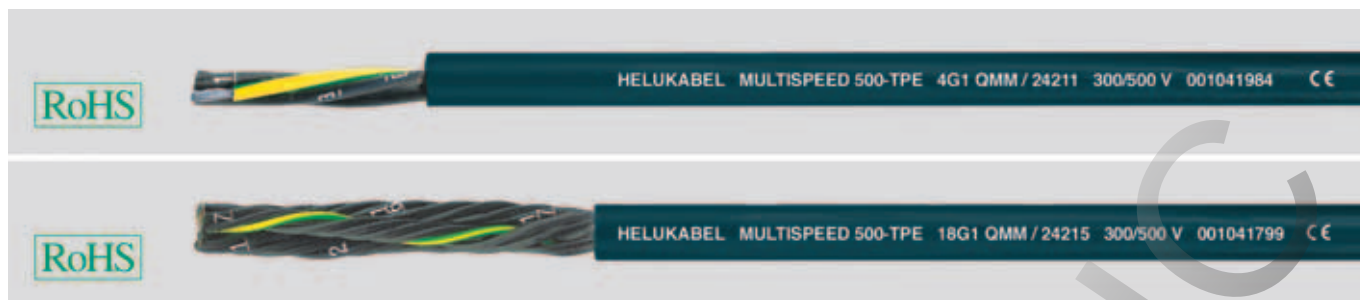 RoHS
HELUKABEL MULTISPEED 500-TPE 4G1 QMM / 24211 300/500 V 001041984 CE
RoHS
HELUKABEL MULTISPEED 500-TPE 18G1 QMM / 24215 300/500 V 001041799 CE